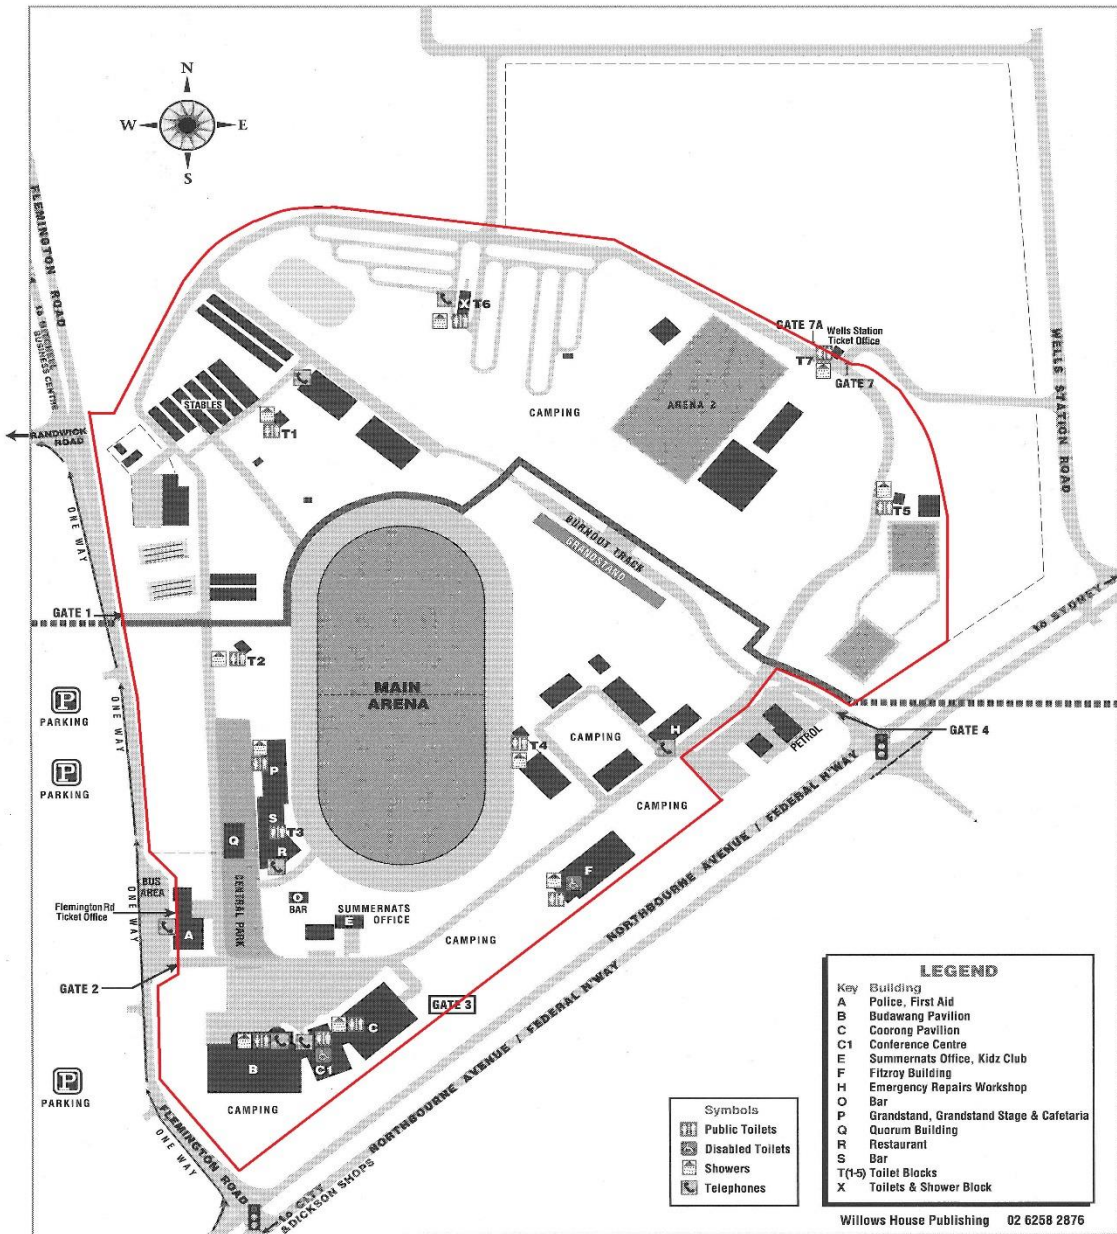 N
W E
S
FLEMINGTON ROAD
to MITCHELL
BUSINESS CENTRE
RANDWICK
ROAD
ONE WAY
STABLES
T1
X T6
CAMPING
ARENA 2
GATE 7A
Wells Station
Ticket Office
T7
GATE 7
WELLS STATION ROAD
T5
BURNOUT TRACK
GRANDSTAND
GATE 1
T2
TO SYDNEY
P
PARKING
ONE WAY
MAIN
ARENA
P
PARKING
T4
CAMPING
H
PETROL
GATE 4
CAMPING
P
S
T3
R
Q
CENTRAL PARK
BUS
AREA
ONE WAY
Flemington Rd
Ticket Office
A
O
BAR
SUMMERNATS
OFFICE
E
F
CAMPING
GATE 2
GATE 3
C
C1
B
CAMPING
P
PARKING
FLEMINGTON ROAD
ONE WAY
NORTHBOURNE AVENUE / FEDERAL H'WAY
NORTHBOURNE AVENUE / FEDERAL H'WAY
to CITY
& DICKSON SHOPS
Symbols
Public Toilets
Disabled Toilets
Showers
Telephones
LEGEND
Key Building
A Police, First Aid
B Budawang Pavilion
C Coorong Pavilion
C1 Conference Centre
E Summernats Office, Kidz Club
F Fitzroy Building
H Emergency Repairs Workshop
O Bar
P Grandstand, Grandstand Stage & Cafetaria
Q Quorum Building
R Restaurant
S Bar
T(1-5) Toilet Blocks
X Toilets & Shower Block
Willows House Publishing 02 6258 2876